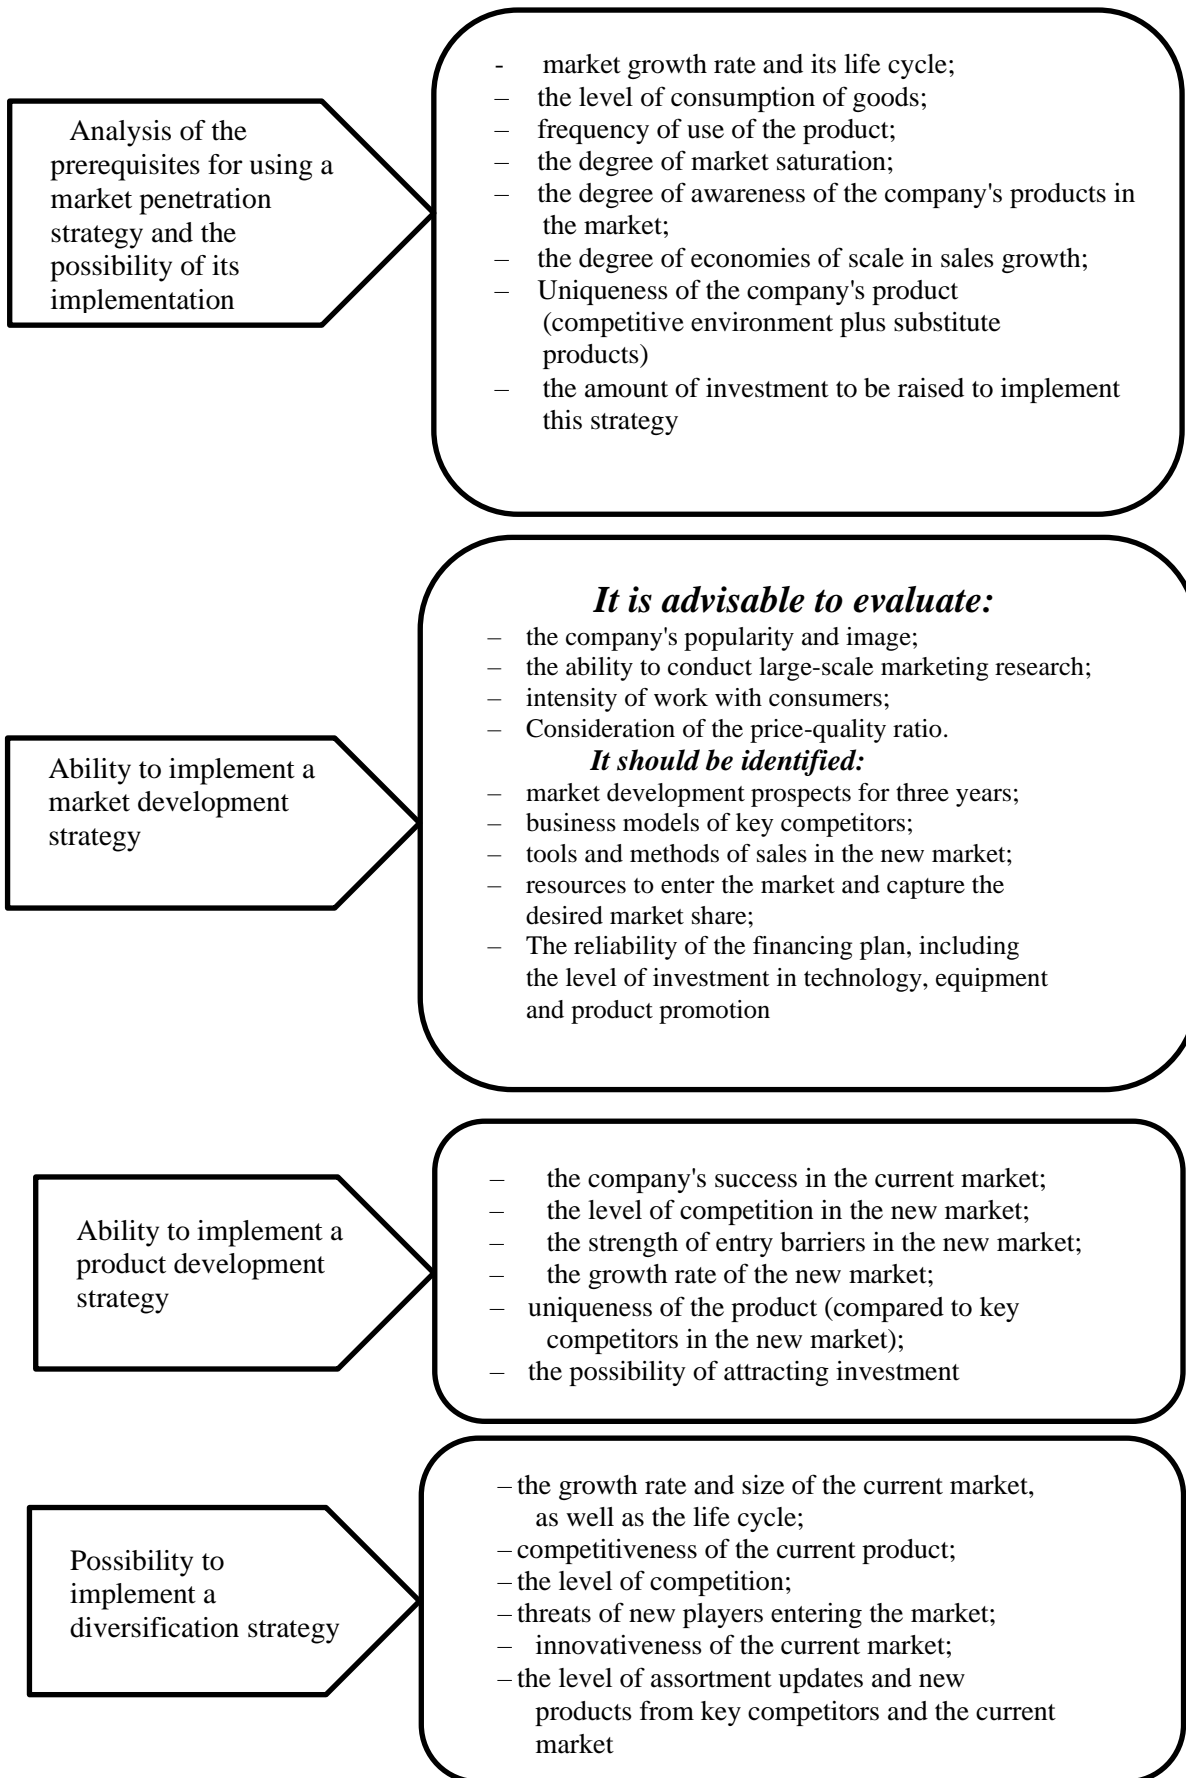 Analysis of the
prerequisites for using a
market penetration
strategy and the
possibility of its
implementation
- market growth rate and its life cycle;
– the level of consumption of goods;
– frequency of use of the product;
– the degree of market saturation;
– the degree of awareness of the company's products in
the market;
– the degree of economies of scale in sales growth;
– Uniqueness of the company's product
(competitive environment plus substitute
products)
– the amount of investment to be raised to implement
this strategy
Ability to implement a
market development
strategy
It is advisable to evaluate:
– the company's popularity and image;
– the ability to conduct large-scale marketing research;
– intensity of work with consumers;
– Consideration of the price-quality ratio.
It should be identified:
– market development prospects for three years;
– business models of key competitors;
– tools and methods of sales in the new market;
– resources to enter the market and capture the
desired market share;
– The reliability of the financing plan, including
the level of investment in technology, equipment
and product promotion
Ability to implement a
product development
strategy
– the company's success in the current market;
– the level of competition in the new market;
– the strength of entry barriers in the new market;
– the growth rate of the new market;
– uniqueness of the product (compared to key
competitors in the new market);
– the possibility of attracting investment
Possibility to
implement a
diversification strategy
– the growth rate and size of the current market,
as well as the life cycle;
– competitiveness of the current product;
– the level of competition;
– threats of new players entering the market;
– innovativeness of the current market;
– the level of assortment updates and new
products from key competitors and the current
market